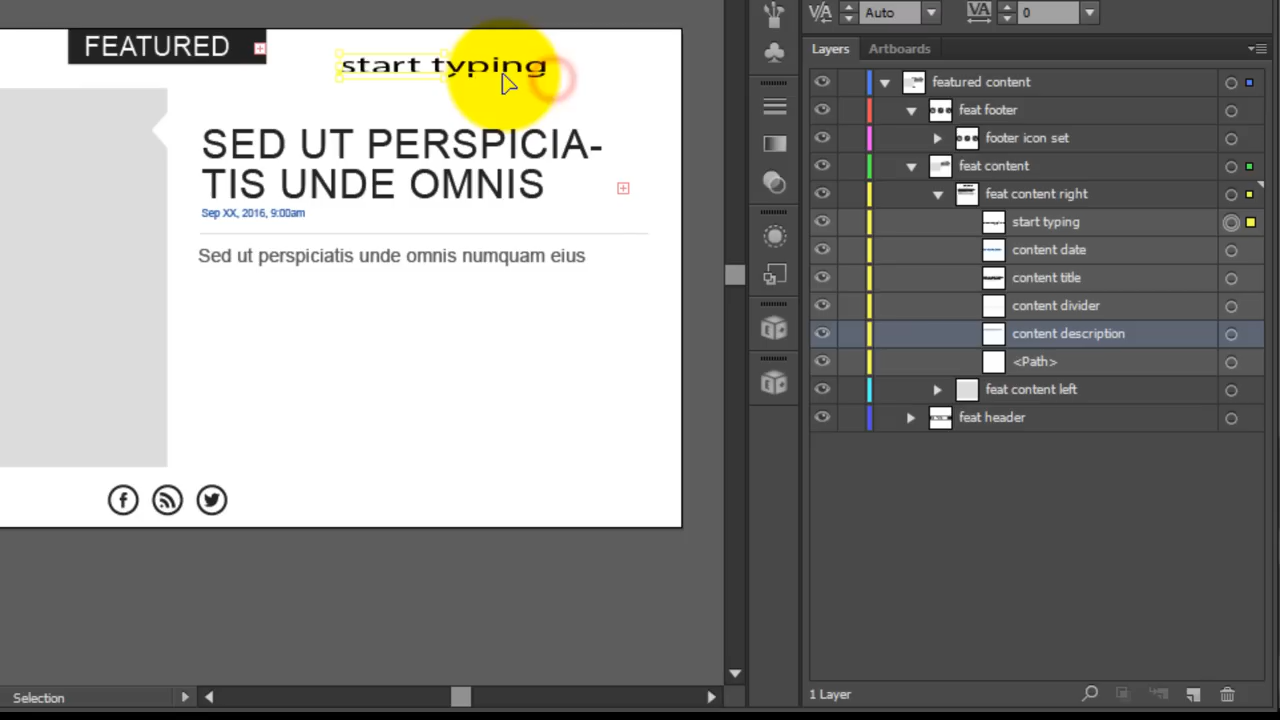 Auto
0
FEATURED
start typing
SED UT PERSPICIA-
TIS UNDE OMNIS
Sep XX, 2016, 9:00am
Sed ut perspiciatis unde omnis numquam eius
Layers
Artboards
featured content
feat footer
footer icon set
feat content
feat content right
start typing
content date
content title
content divider
content description
<Path>
feat content left
feat header
Selection
1 Layer